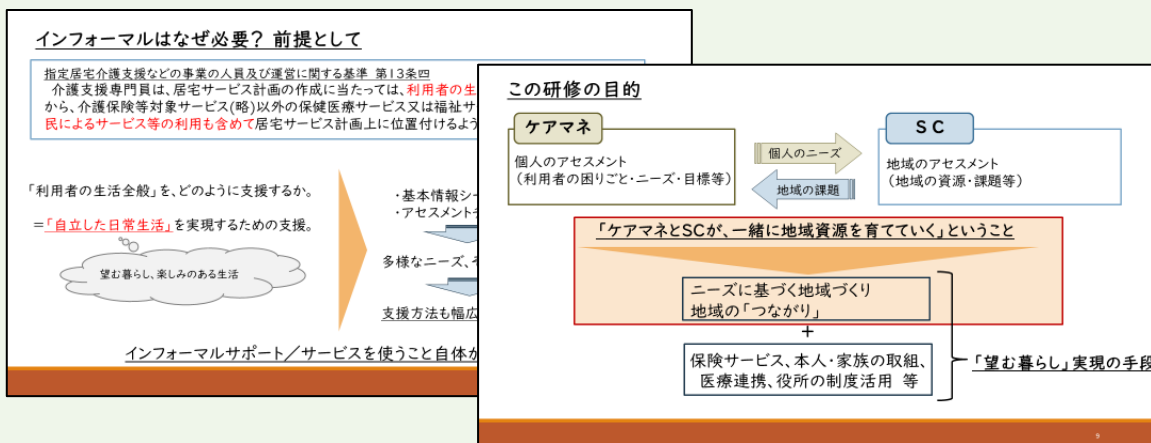 インフォーマルはなぜ必要? 前提として
指定居宅介護支援などの事業の人員及び運営に関する基準 第13条四
介護支援専門員は、居宅サービス計画の作成に当たっては、利用者の生
から、介護保険等対象サービス(略)以外の保健医療サービス又は福祉サ
民によるサービス等の利用も含めて居宅サービス計画上に位置付けるよう
「利用者の生活全般」を、どのように支援するか。
=「自立した日常生活」を実現するための支援。
望む暮らし、楽しみのある生活
・基本情報シー
・アセスメント
多様なニーズ、そ
支援方法も幅広
インフォーマルサポート/サービスを使うこと自体が
この研修の目的
ケアマネ
個人のアセスメント
(利用者の困りごと・ニーズ・目標等)
個人のニーズ
地域の課題
SC
地域のアセスメント
(地域の資源・課題等)
「ケアマネとSCが、一緒に地域資源を育てていく」ということ
ニーズに基づく地域づくり
地域の「つながり」
+
保険サービス、本人・家族の取組、
医療連携、役所の制度活用 等
「望む暮らし」実現の手段
9